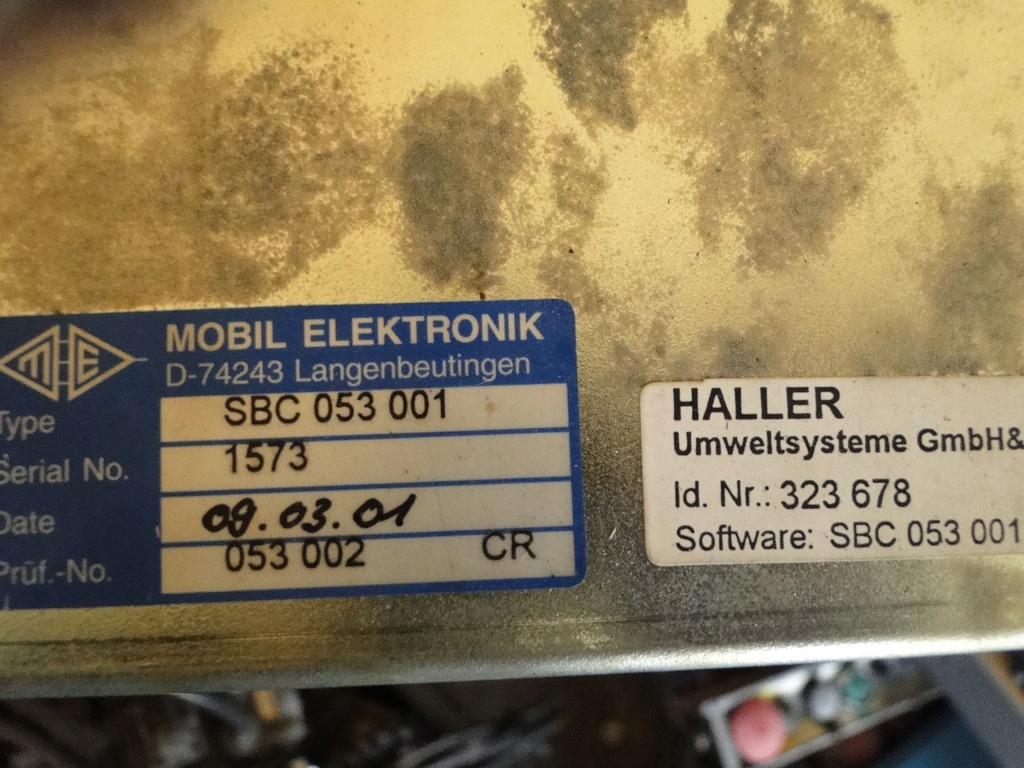 MHE
MOBIL ELEKTRONIK
D-74243 Langenbeutingen
Type SBC 053 001
Serial No. 1573
Date 09.03.01
Prüf.-No. 053 002 CR
HALLER
Umweltsysteme GmbH&
Id. Nr.: 323 678
Software: SBC 053 001